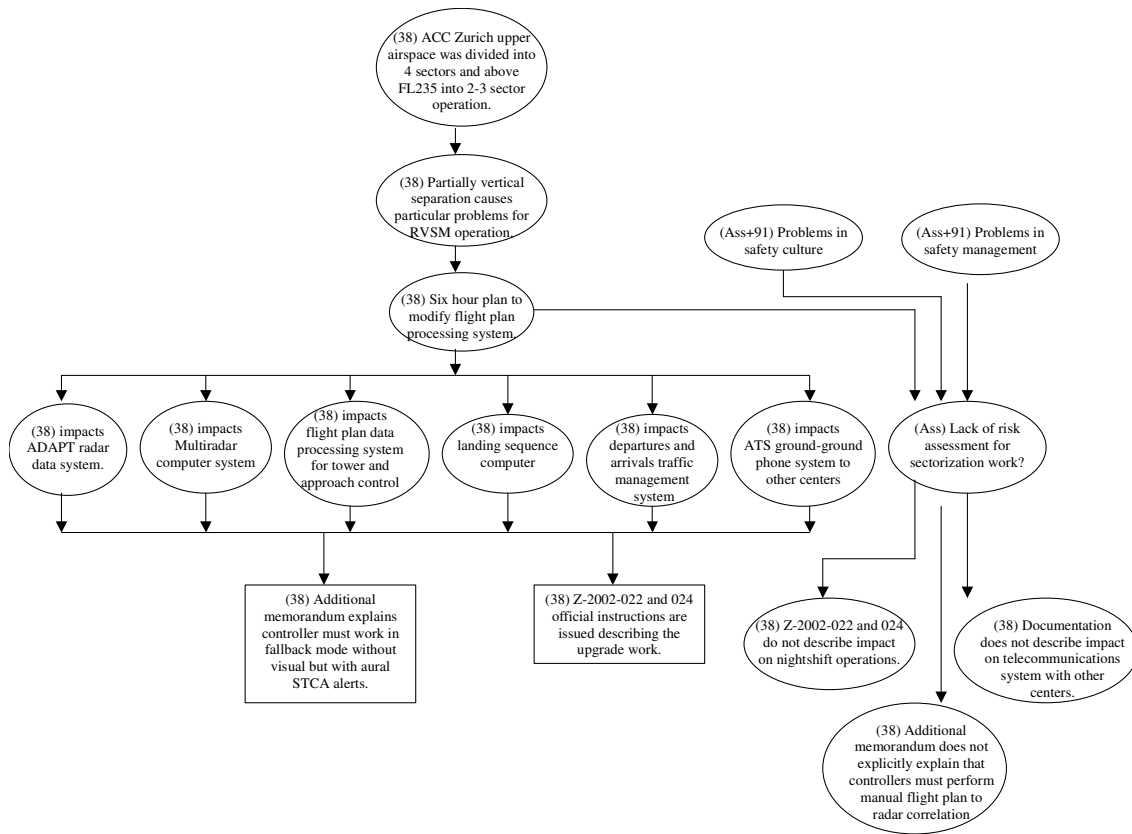 (38) ACC Zurich upper
airspace was divided into
4 sectors and above
FL235 into 2-3 sector
operation.
(38) Partially vertical
separation causes
particular problems for
RVSM operation.
(Ass+91) Problems in
safety culture
(Ass+91) Problems in
safety management
(38) Six hour plan to
modify flight plan
processing system.
(38) impacts
ADAPT radar
data system.
(38) impacts
Multiradar
computer system
(38) impacts
flight plan data
processing system
for tower and
approach control
(38) impacts
landing sequence
computer
(38) impacts
departures and
arrivals traffic
management
system
(38) impacts
ATS ground-ground
phone system to
other centers
(Ass) Lack of risk
assessment for
sectorization work?
(38) Additional
memorandum explains
controller must work in
fallback mode without
visual but with aural
STCA alerts.
(38) Z-2002-022 and 024
official instructions are
issued describing the
upgrade work.
(38) Z-2002-022 and 024
do not describe impact
on nightshift operations.
(38) Documentation
does not describe impact
on telecommunications
system with other
centers.
(38) Additional
memorandum does not
explicitly explain that
controllers must perform
manual flight plan to
radar correlation